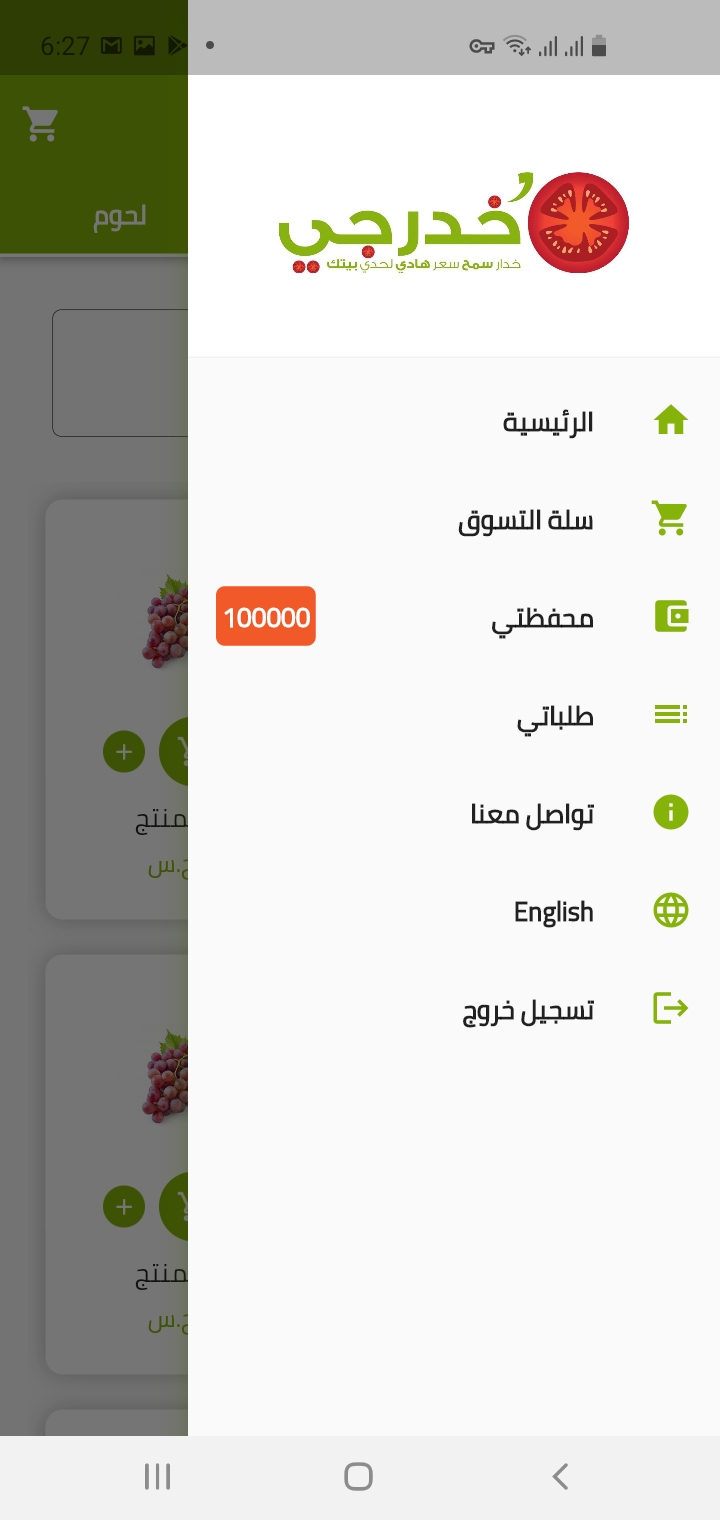 6:27
لحوم
خُدرجي
خدار سمح سعر هادي لحدي بيتك
الرئيسية
سلة التسوق
محفظتي
100000
طلباتي
تواصل معنا
English
تسجيل خروج
منتج
ج.س
منتج
ج.س